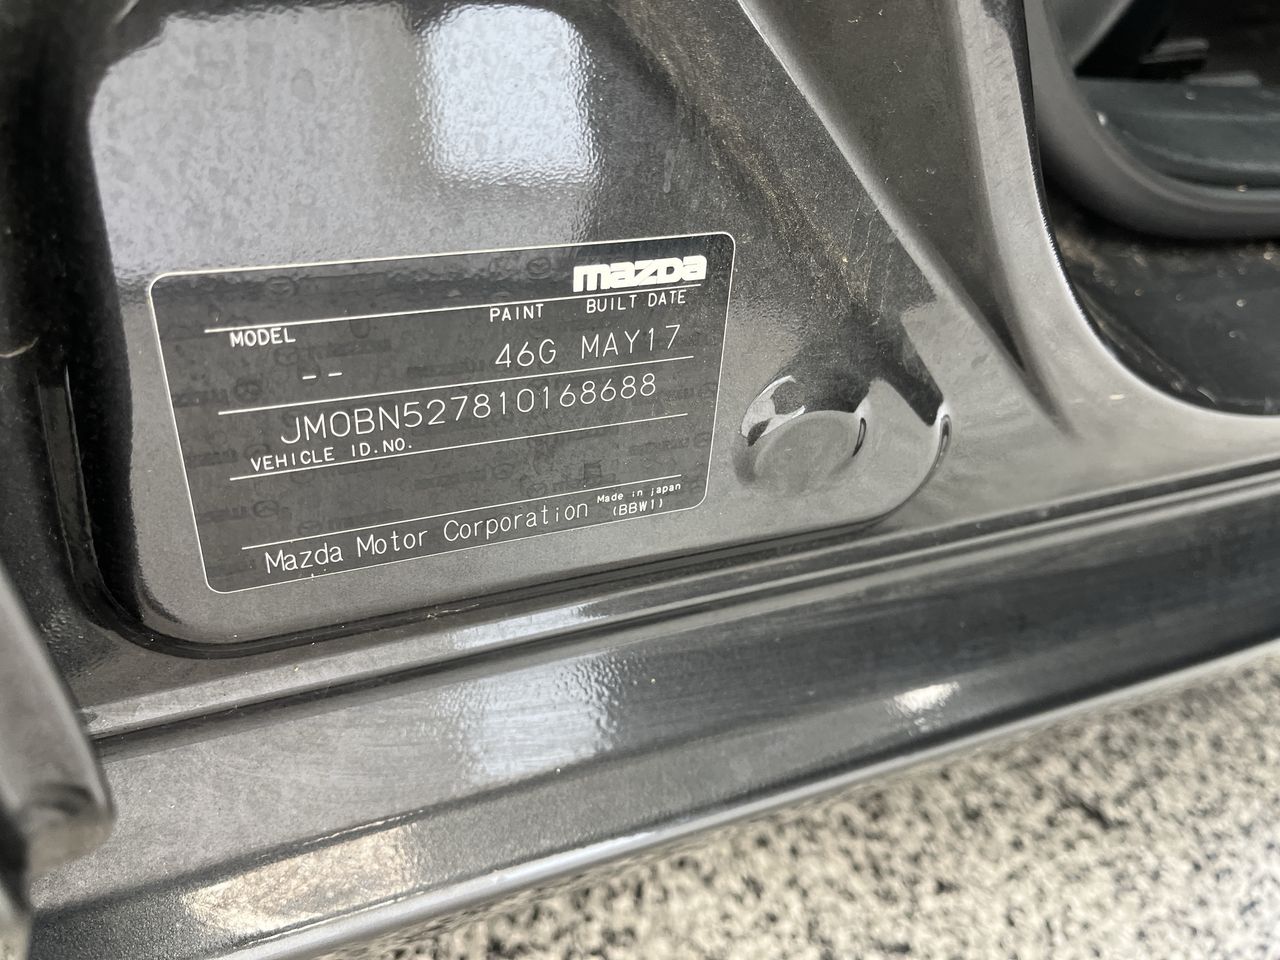 mazda
MODEL PAINT BUILT DATE
-- 46G MAY17
JM0BN527810168688
VEHICLE ID.NO.
Mazda Motor Corporation Made in japan
(BBW1)